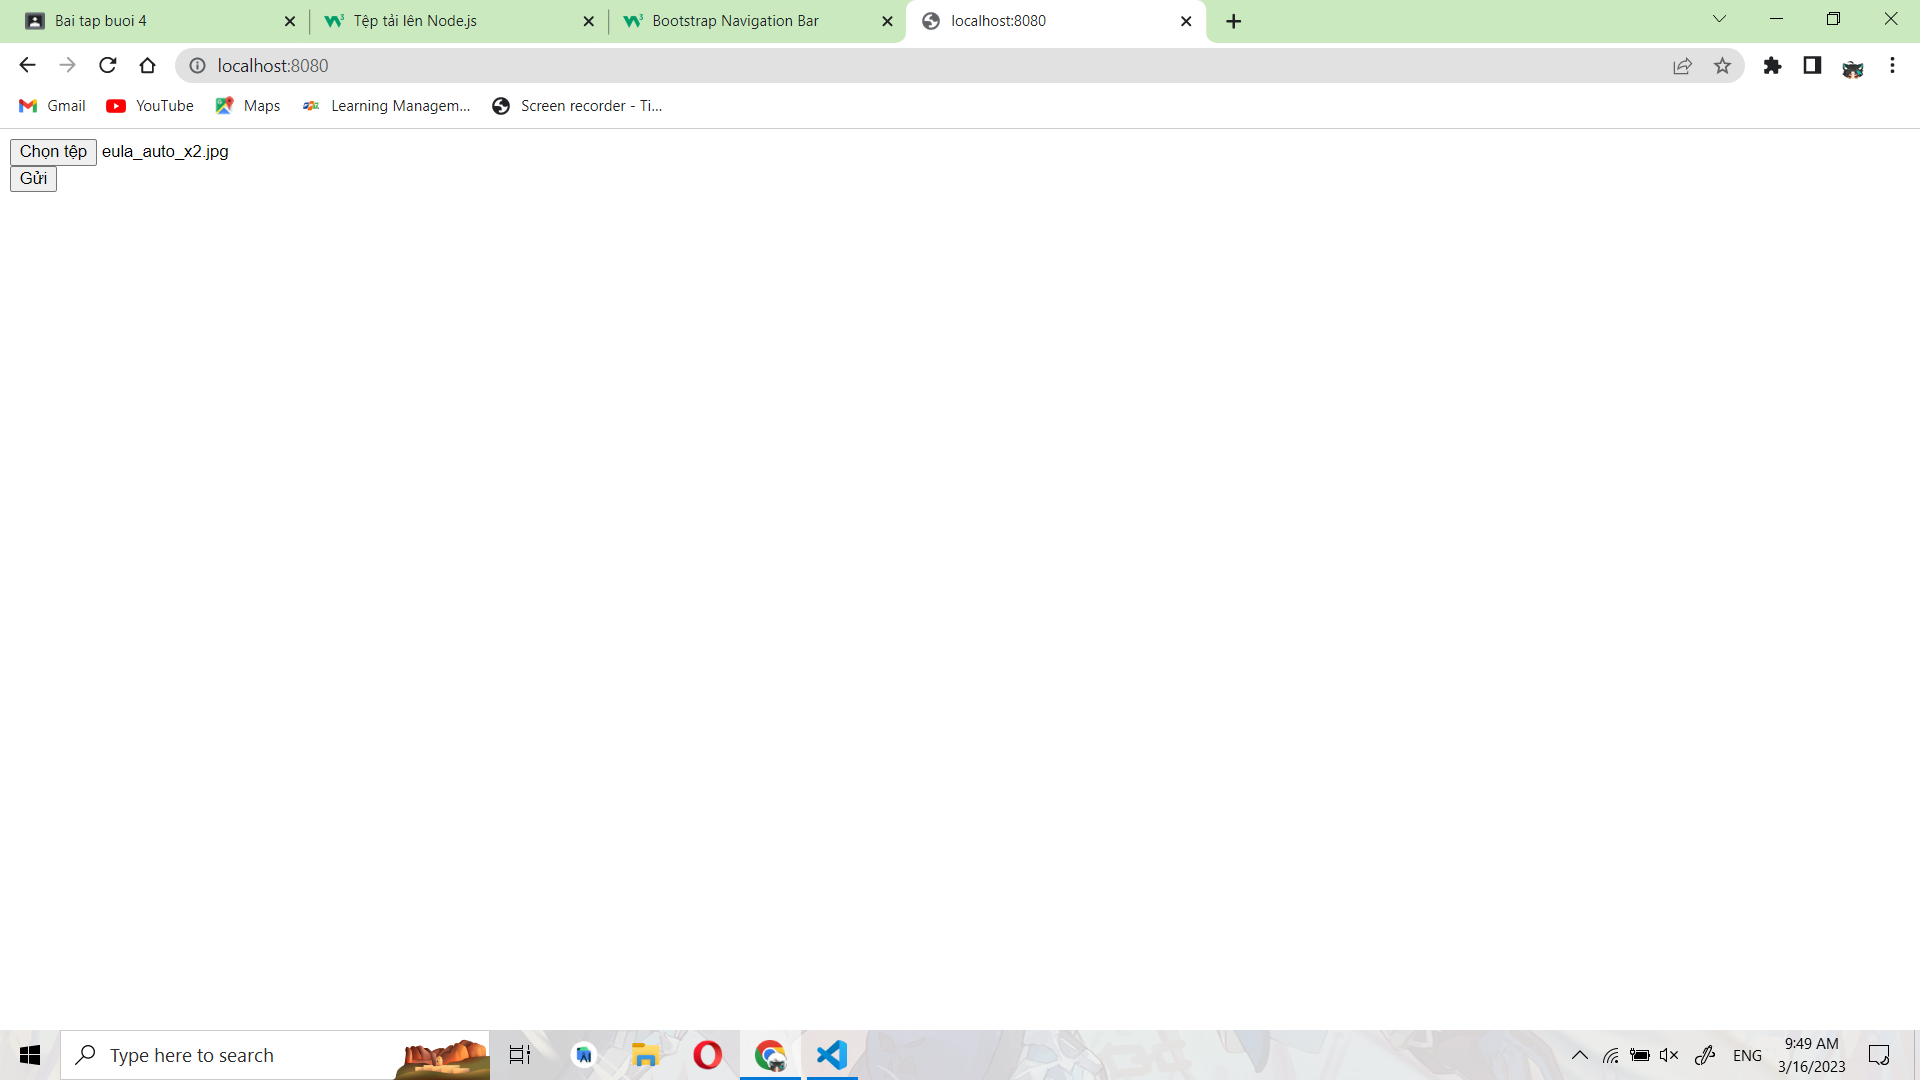 Bai tap buoi 4
Tệp tải lên Node.js
Bootstrap Navigation Bar
localhost:8080
localhost:8080
Gmail
YouTube
Maps
Learning Managem...
Screen recorder - Ti...
Chọn tệp eula_auto_x2.jpg
Gửi
Type here to search
ENG
9:49 AM
3/16/2023